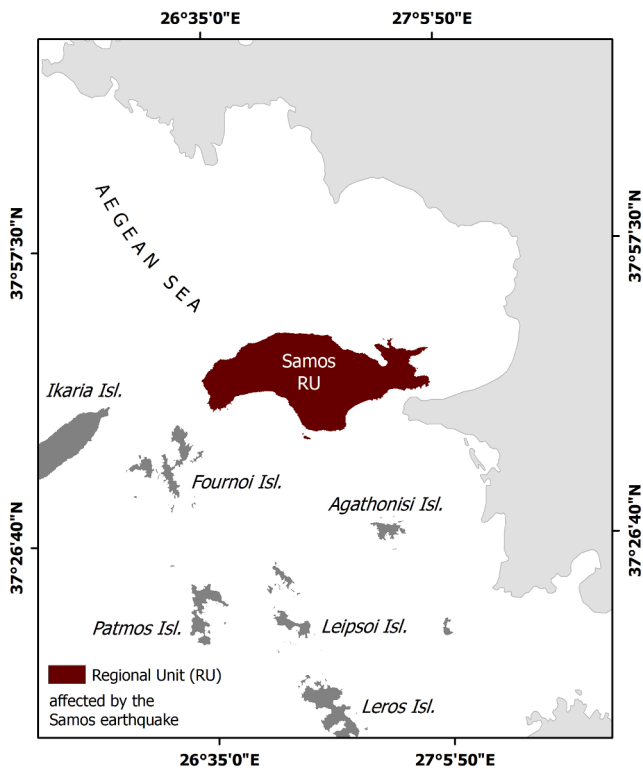 26°35'0"E
27°5'50"E
37°57'30"N
37°57'30"N
AEGEAN SEA
Samos
RU
Ikaria Isl.
Fournoi Isl.
Agathonisi Isl.
37°26'40"N
37°26'40"N
Patmos Isl.
Leipsoi Isl.
Regional Unit (RU)
affected by the
Samos earthquake
Leros Isl.
26°35'0"E
27°5'50"E